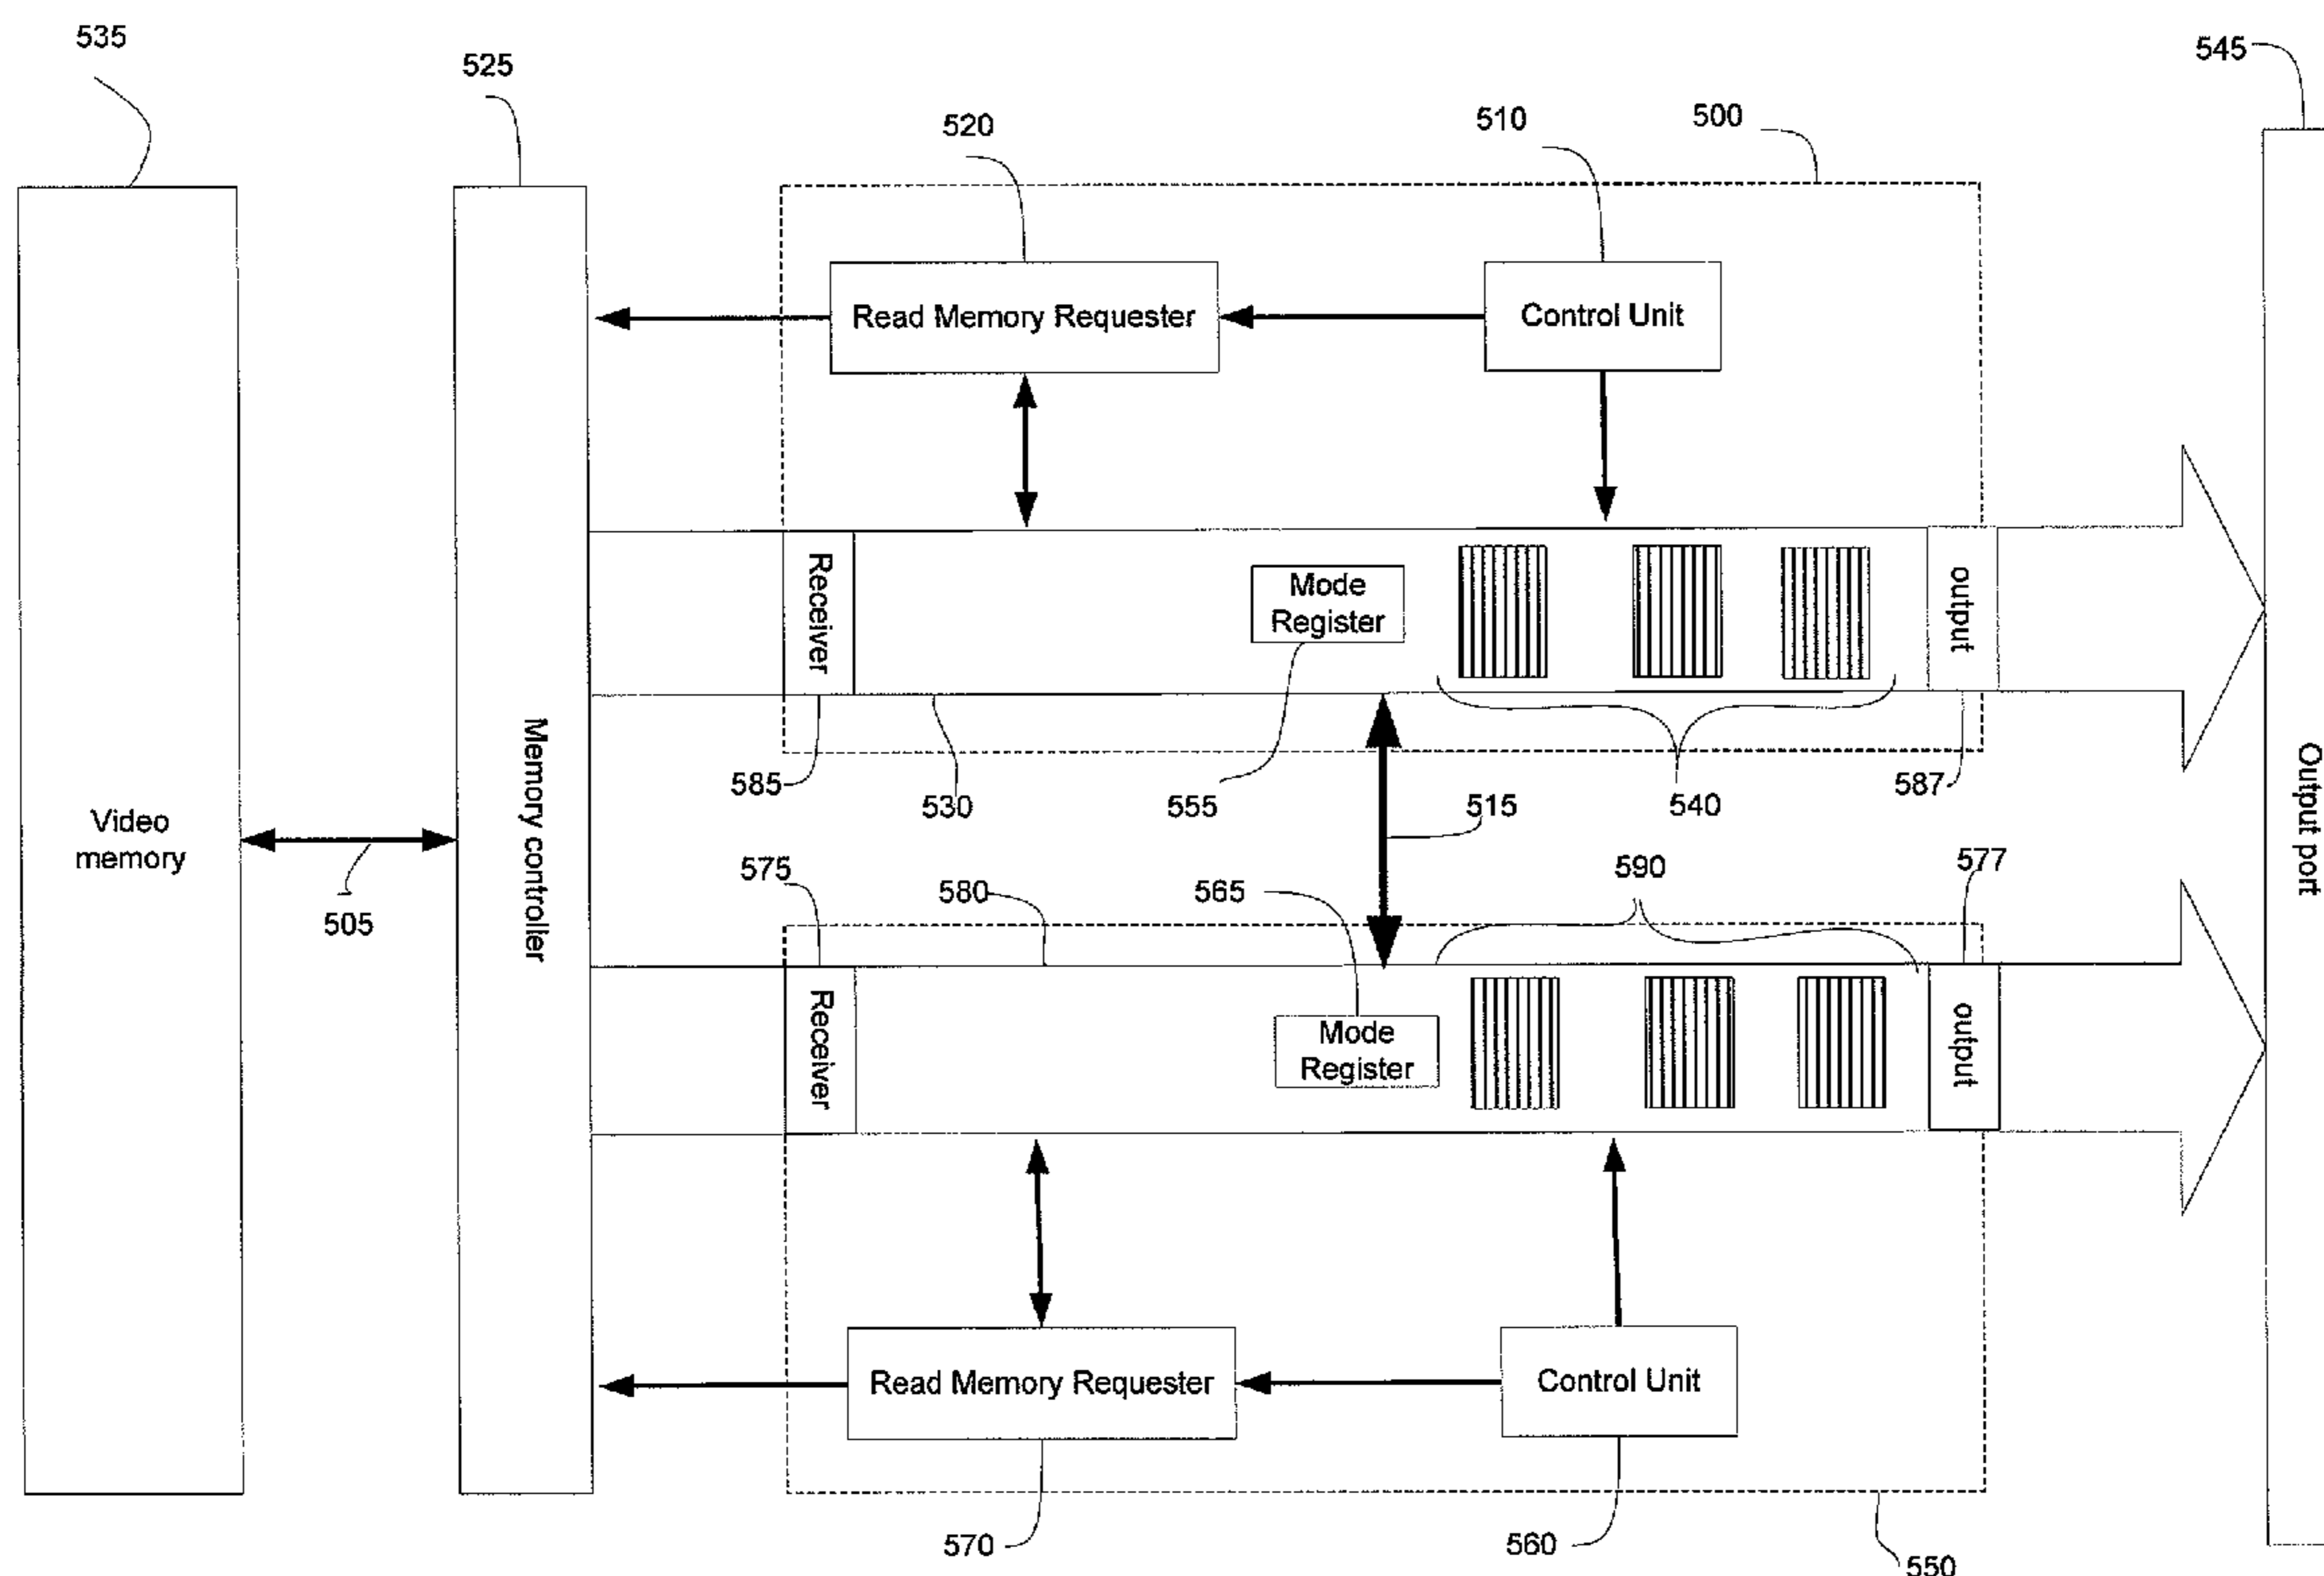 535
525
545
520
510
500
Read Memory Requester
Control Unit
Receiver
Mode
Register
output
Memory controller
585
530
555
515
540
587
Output port
Video
memory
505
575
580
565
590
577
Receiver
Mode
Register
output
Read Memory Requester
Control Unit
570
560
550